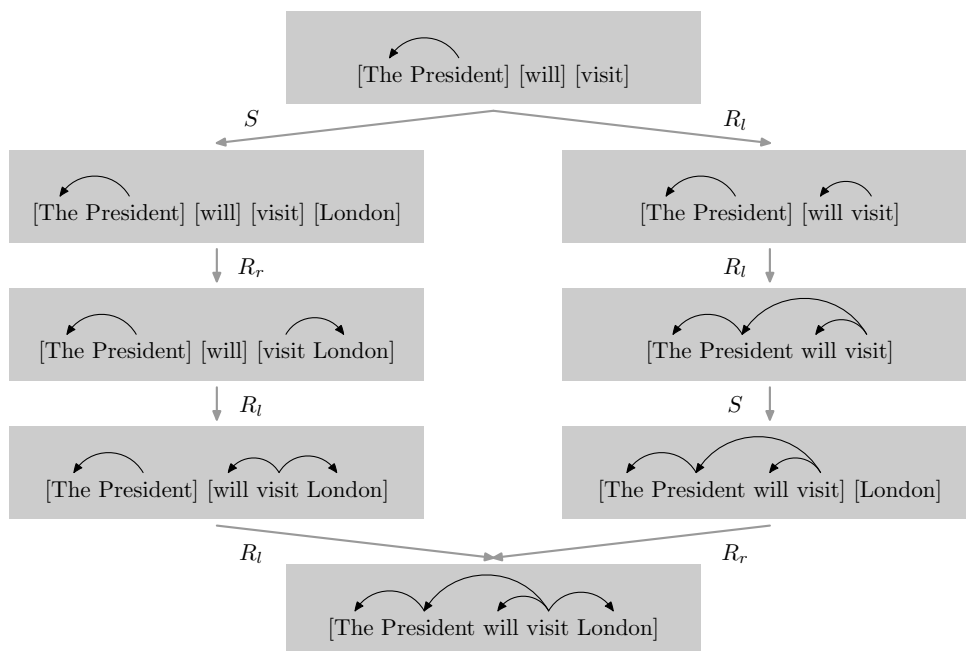 [The President] [will] [visit]
S R_l
[The President] [will] [visit] [London] [The President] [will visit]
R_r R_l
[The President] [will] [visit London] [The President will visit]
R_l S
[The President] [will visit London] [The President will visit] [London]
R_l R_r
[The President will visit London]